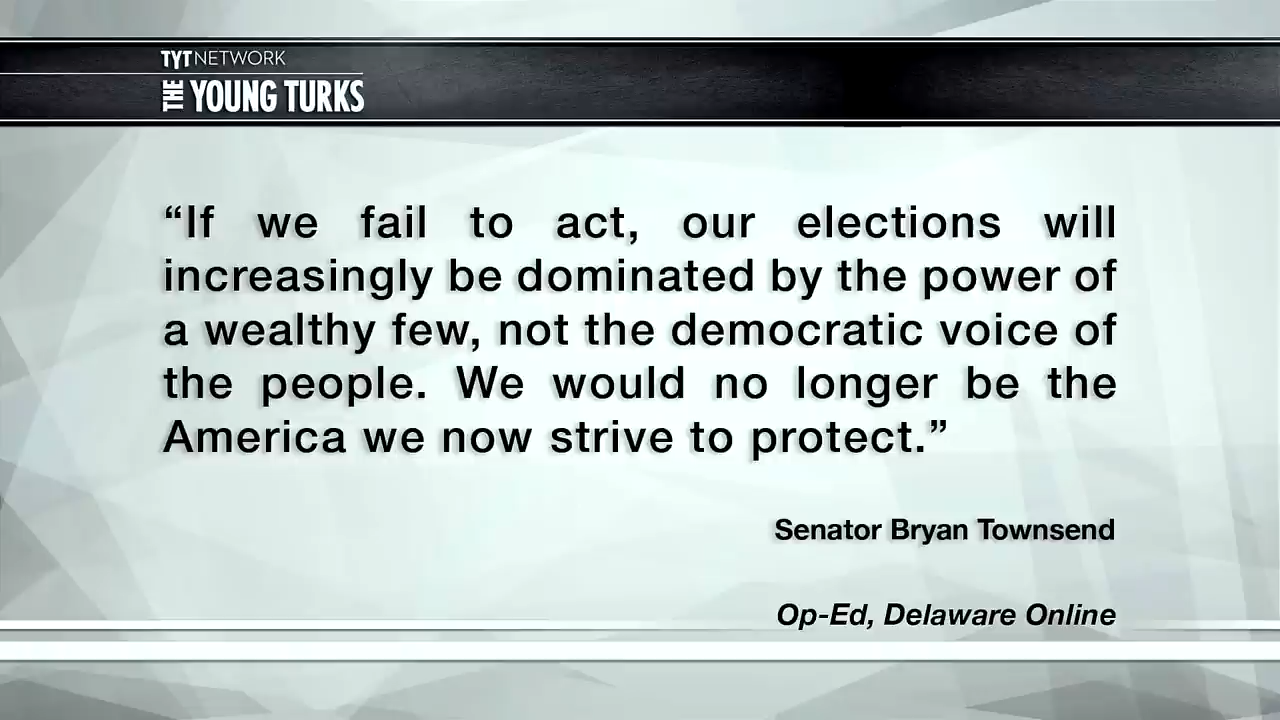 TYT NETWORK
THE YOUNG TURKS
“If we fail to act, our elections will
increasingly be dominated by the power of
a wealthy few, not the democratic voice of
the people. We would no longer be the
America we now strive to protect.”
Senator Bryan Townsend
Op-Ed, Delaware Online